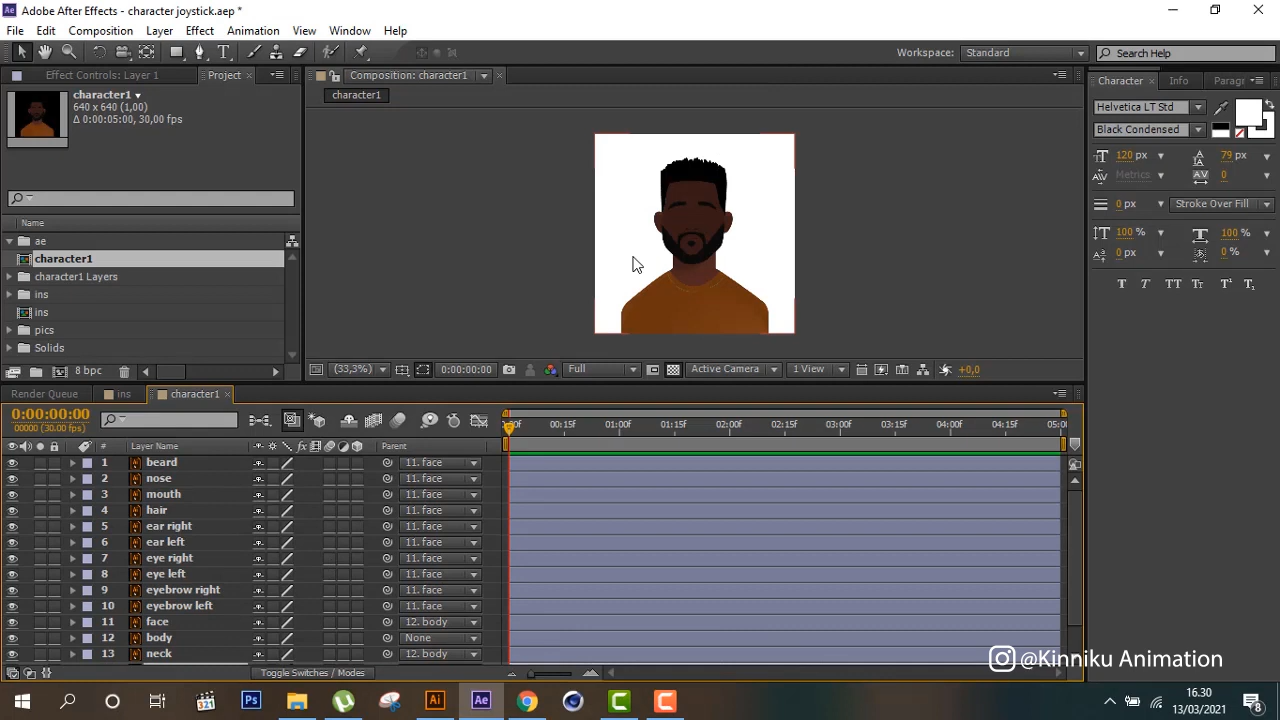 Adobe After Effects - character joystick.aep *
File Edit Composition Layer Effect Animation View Window Help
Workspace: Standard Search Help
Effect Controls: Layer 1 Project
Composition: character1
Character Info Paragr
character1
character1
640 x 640 (1,00)
Δ 0:00:05:00, 30,00 fps
Helvetica LT Std
Black Condensed
120 px 79 px
Metrics 0
0 px Stroke Over Fill
100 % 100 %
0 px 0 %
T T TT Tт T¹ T₁
Name
ae
character1
character1 Layers
ins
ins
pics
Solids
8 bpc
(33,3%) 0:00:00:00 Full Active Camera 1 View +0,0
Render Queue ins character1
0:00:00:00
00000 (30.00 fps)
00:15f 01:00f 01:15f 02:00f 02:15f 03:00f 03:15f 04:00f 04:15f 05:0
# Layer Name Parent
1 beard 11. face
2 nose 11. face
3 mouth 11. face
4 hair 11. face
5 ear right 11. face
6 ear left 11. face
7 eye right 11. face
8 eye left 11. face
9 eyebrow right 11. face
10 eyebrow left 11. face
11 face 12. body
12 body None
13 neck 12. body
Toggle Switches / Modes
@Kinniku Animation
16.30
13/03/2021
8